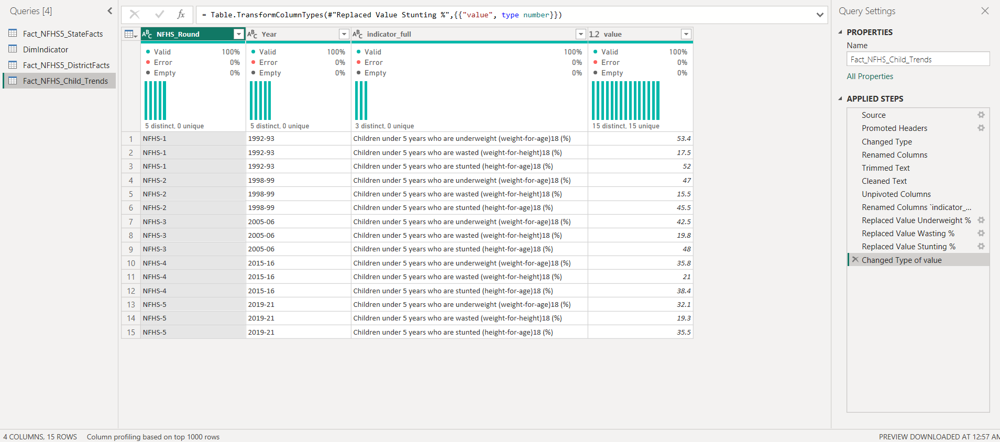 Queries [4]
Fact_NFHS5_StateFacts
DimIndicator
Fact_NFHS5_DistrictFacts
Fact_NFHS_Child_Trends
fx = Table.TransformColumnTypes(#"Replaced Value Stunting %",{{"value", type number}})
ABC NFHS_Round ABC Year ABC indicator_full 1.2 value
Valid 100% Valid 100% Valid 100% Valid 100%
Error 0% Error 0% Error 0% Error 0%
Empty 0% Empty 0% Empty 0% Empty 0%
5 distinct, 0 unique 5 distinct, 0 unique 3 distinct, 0 unique 15 distinct, 15 unique
1 NFHS-1 1992-93 Children under 5 years who are underweight (weight-for-age)18 (%) 53.4
2 NFHS-1 1992-93 Children under 5 years who are wasted (weight-for-height)18 (%) 17.5
3 NFHS-1 1992-93 Children under 5 years who are stunted (height-for-age)18 (%) 52
4 NFHS-2 1998-99 Children under 5 years who are underweight (weight-for-age)18 (%) 47
5 NFHS-2 1998-99 Children under 5 years who are wasted (weight-for-height)18 (%) 15.5
6 NFHS-2 1998-99 Children under 5 years who are stunted (height-for-age)18 (%) 45.5
7 NFHS-3 2005-06 Children under 5 years who are underweight (weight-for-age)18 (%) 42.5
8 NFHS-3 2005-06 Children under 5 years who are wasted (weight-for-height)18 (%) 19.8
9 NFHS-3 2005-06 Children under 5 years who are stunted (height-for-age)18 (%) 48
10 NFHS-4 2015-16 Children under 5 years who are underweight (weight-for-age)18 (%) 35.8
11 NFHS-4 2015-16 Children under 5 years who are wasted (weight-for-height)18 (%) 21
12 NFHS-4 2015-16 Children under 5 years who are stunted (height-for-age)18 (%) 38.4
13 NFHS-5 2019-21 Children under 5 years who are underweight (weight-for-age)18 (%) 32.1
14 NFHS-5 2019-21 Children under 5 years who are wasted (weight-for-height)18 (%) 19.3
15 NFHS-5 2019-21 Children under 5 years who are stunted (height-for-age)18 (%) 35.5
Query Settings
PROPERTIES
Name
Fact_NFHS_Child_Trends
All Properties
APPLIED STEPS
Source
Promoted Headers
Changed Type
Renamed Columns
Trimmed Text
Cleaned Text
Unpivoted Columns
Renamed Columns `indicator_...
Replaced Value Underweight %
Replaced Value Wasting %
Replaced Value Stunting %
Changed Type of value
4 COLUMNS, 15 ROWS Column profiling based on top 1000 rows PREVIEW DOWNLOADED AT 12:57 AM